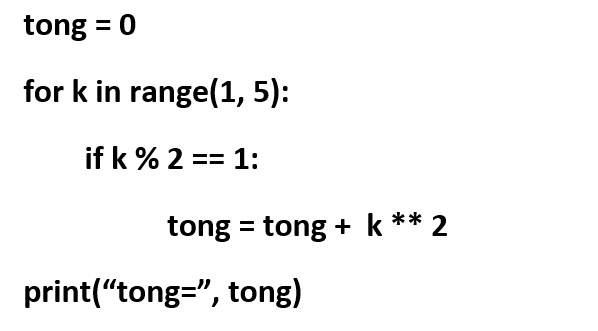 tong = 0
for k in range(1, 5):
if k % 2 == 1:
tong = tong + k ** 2
print(“tong=”, tong)